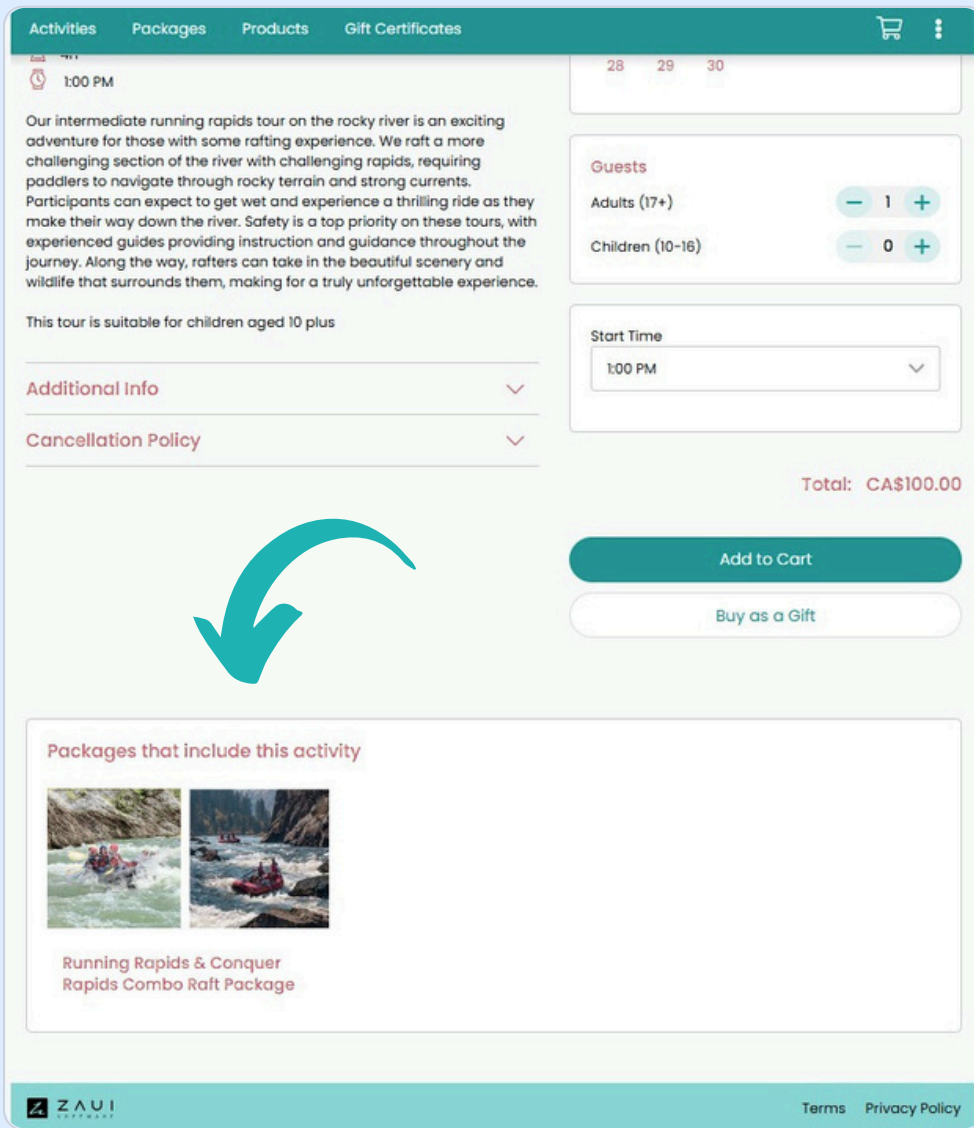 Activities Packages Products Gift Certificates
4h
1:00 PM
Our intermediate running rapids tour on the rocky river is an exciting
adventure for those with some rafting experience. We raft a more
challenging section of the river with challenging rapids, requiring
paddlers to navigate through rocky terrain and strong currents.
Participants can expect to get wet and experience a thrilling ride as they
make their way down the river. Safety is a top priority on these tours, with
experienced guides providing instruction and guidance throughout the
journey. Along the way, rafters can take in the beautiful scenery and
wildlife that surrounds them, making for a truly unforgettable experience.
This tour is suitable for children aged 10 plus
Additional Info
Cancellation Policy
28 29 30
Guests
Adults (17+) − 1 +
Children (10-16) − 0 +
Start Time
1:00 PM
Total: CA$100.00
Add to Cart
Buy as a Gift
Packages that include this activity
Running Rapids & Conquer
Rapids Combo Raft Package
ZAUI
SOFTWARE
Terms Privacy Policy